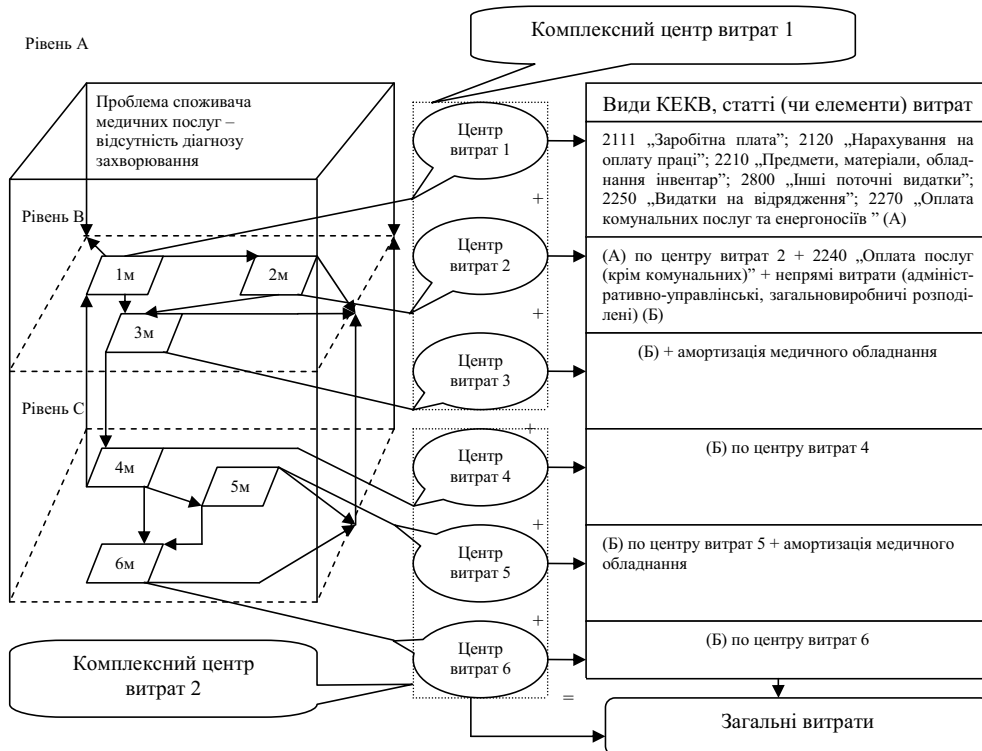 Комплексний центр витрат 1
Рівень А
Проблема споживача
медичних послуг –
відсутність діагнозу
захворювання
Рівень В
1м
2м
3м
Рівень С
4м
5м
6м
Центр
витрат 1
+
Центр
витрат 2
+
Центр
витрат 3
+
Центр
витрат 4
+
Центр
витрат 5
+
Центр
витрат 6
=
Види КЕКВ, статті (чи елементи) витрат
2111 „Заробітна плата”; 2120 „Нарахування на
оплату праці”; 2210 „Предмети, матеріали, облад-
нання інвентар”; 2800 „Інші поточні видатки”;
2250 „Видатки на відрядження”; 2270 „Оплата
комунальних послуг та енергоносіїв ” (А)
(А) по центру витрат 2 + 2240 „Оплата послуг
(крім комунальних)” + непрямі витрати (адмініст-
ративно-управлінські, загальновиробничі розподі-
лені) (Б)
(Б) + амортизація медичного обладнання
(Б) по центру витрат 4
(Б) по центру витрат 5 + амортизація медичного
обладнання
(Б) по центру витрат 6
Комплексний центр
витрат 2
Загальні витрати